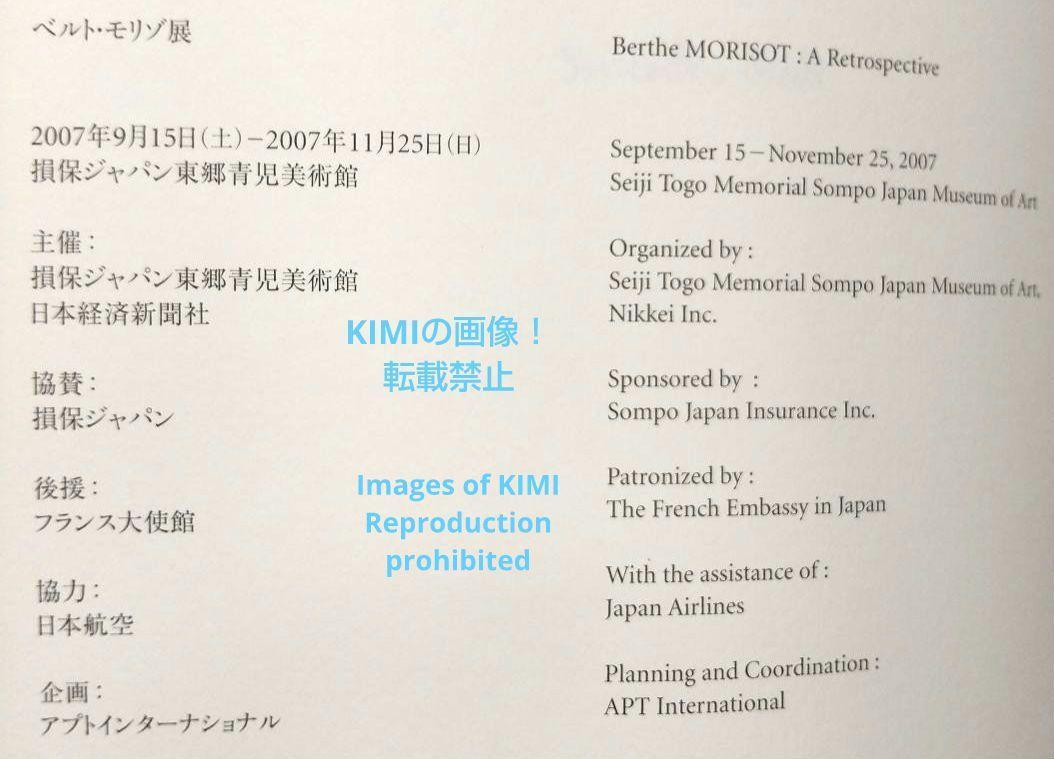 ベルト・モリゾ展
2007年9月15日(土)－2007年11月25日(日)
損保ジャパン東郷青児美術館
主催：
損保ジャパン東郷青児美術館
日本経済新聞社
協賛：
損保ジャパン
後援：
フランス大使館
協力：
日本航空
企画：
アプトインターナショナル
Berthe MORISOT : A Retrospective
September 15－November 25, 2007
Seiji Togo Memorial Sompo Japan Museum of Art
Organized by :
Seiji Togo Memorial Sompo Japan Museum of Art,
Nikkei Inc.
Sponsored by :
Sompo Japan Insurance Inc.
Patronized by :
The French Embassy in Japan
With the assistance of :
Japan Airlines
Planning and Coordination :
APT International
KIMIの画像！
転載禁止
Images of KIMI
Reproduction
prohibited